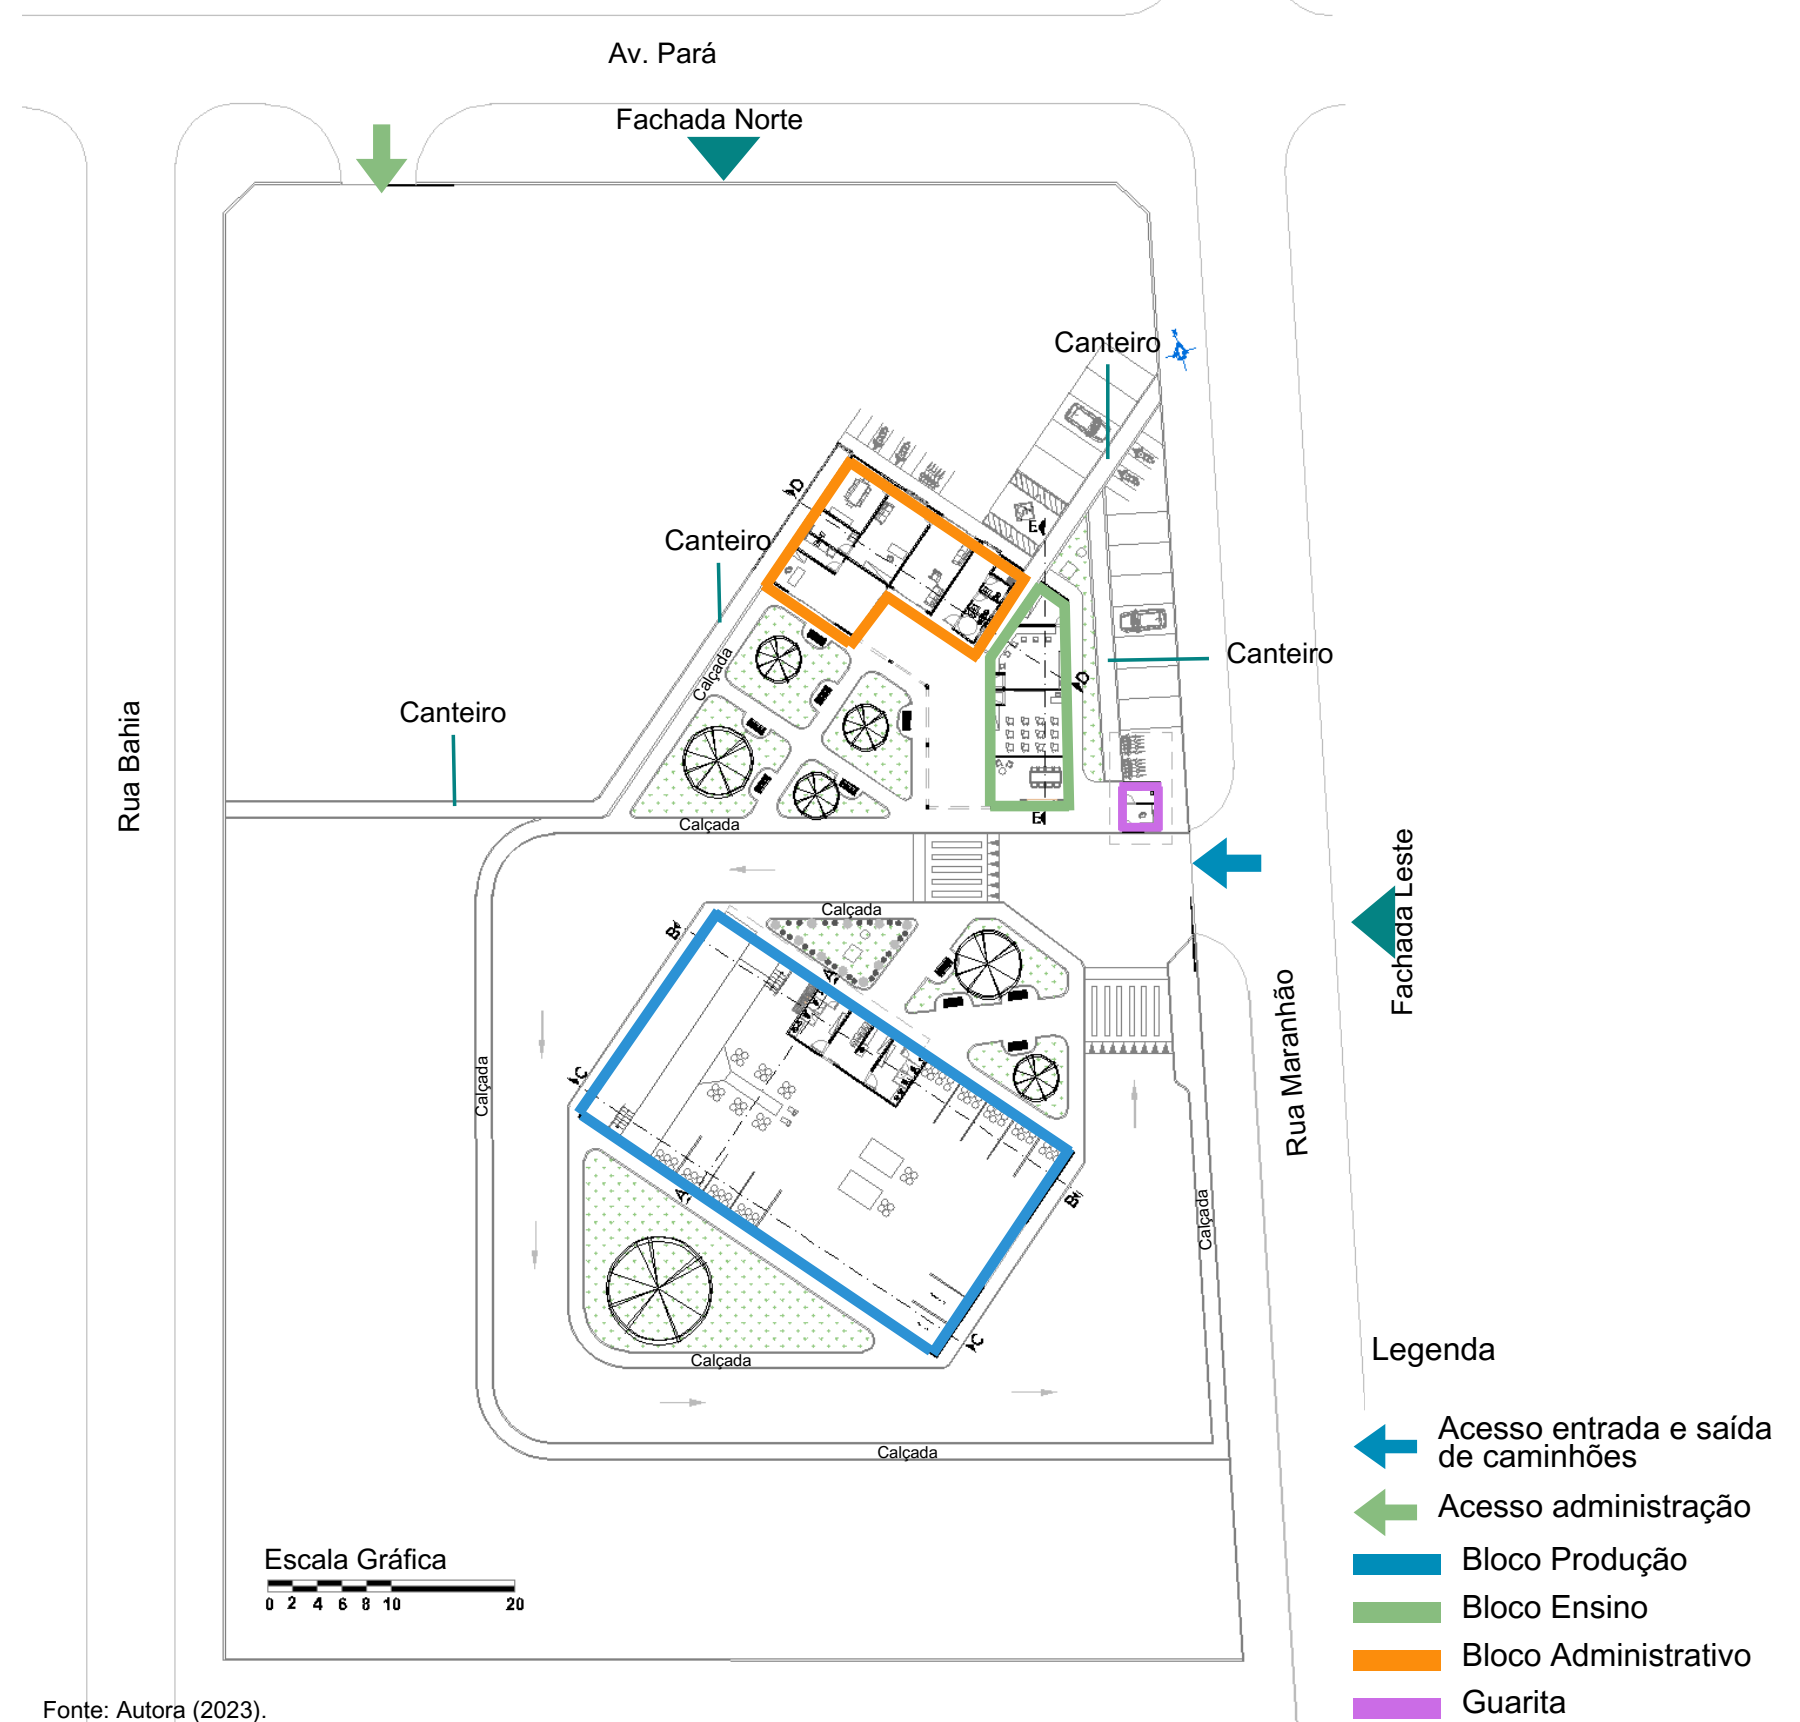 Av. Pará
Fachada Norte
Canteiro
D
E
Canteiro
Canteiro
D
Calçada
Canteiro
Rua Bahia
Calçada
E
Fachada Leste
Calçada
B
A
Rua Maranhão
C
Calçada
A
B
Calçada
C
Calçada
Calçada
Legenda
Acesso entrada e saída
de caminhões
Acesso administração
Bloco Produção
Bloco Ensino
Bloco Administrativo
Guarita
Escala Gráfica
0 2 4 6 8 10 20
Fonte: Autora (2023).